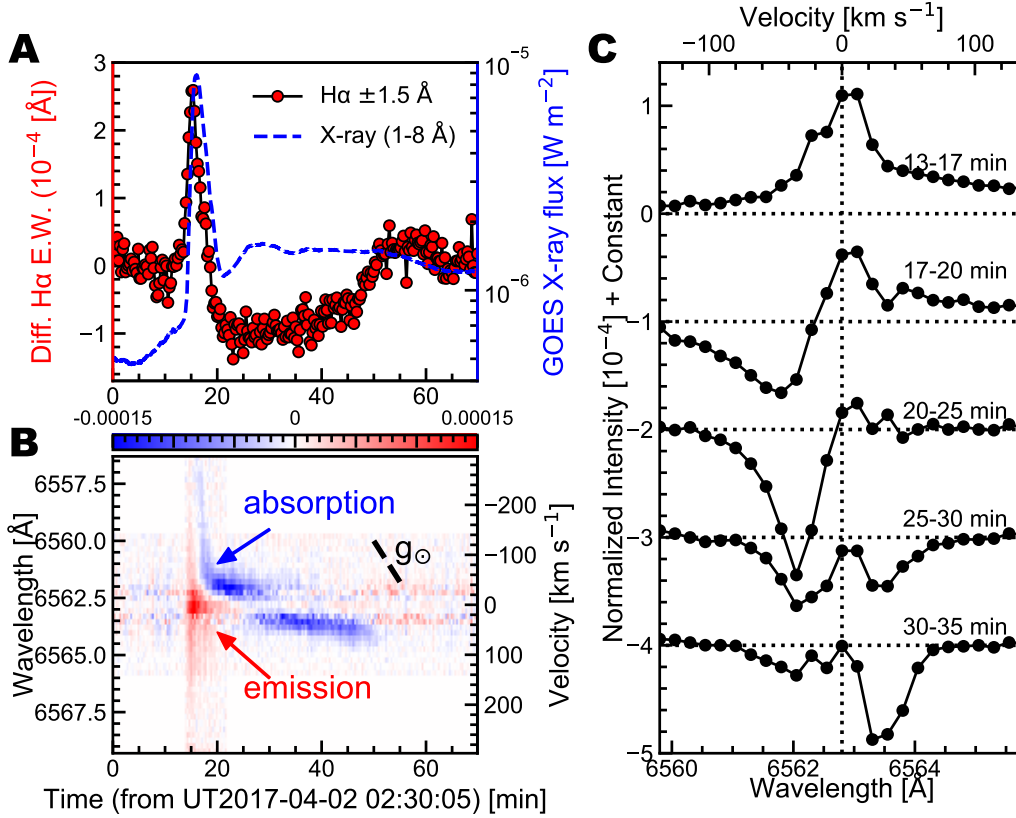 A
Diff. Hα E.W. (10⁻⁴ [Å])
3
2
1
0
−1
Hα ±1.5 Å
X-ray (1-8 Å)
10⁻⁵
10⁻⁶
GOES X-ray flux [W m⁻²]
0 20 40 60
-0.00015 0 0.00015
B
Wavelength [Å]
6557.5
6560.0
6562.5
6565.0
6567.5
absorption
g⊙
emission
−200
−100
0
100
200
Velocity [km s⁻¹]
0 20 40 60
Time (from UT2017-04-02 02:30:05) [min]
C
Velocity [km s⁻¹]
−100 0 100
Normalized Intensity [10⁻⁴] + Constant
1
0
−1
−2
−3
−4
−5
13-17 min
17-20 min
20-25 min
25-30 min
30-35 min
6560 6562 6564
Wavelength [Å]